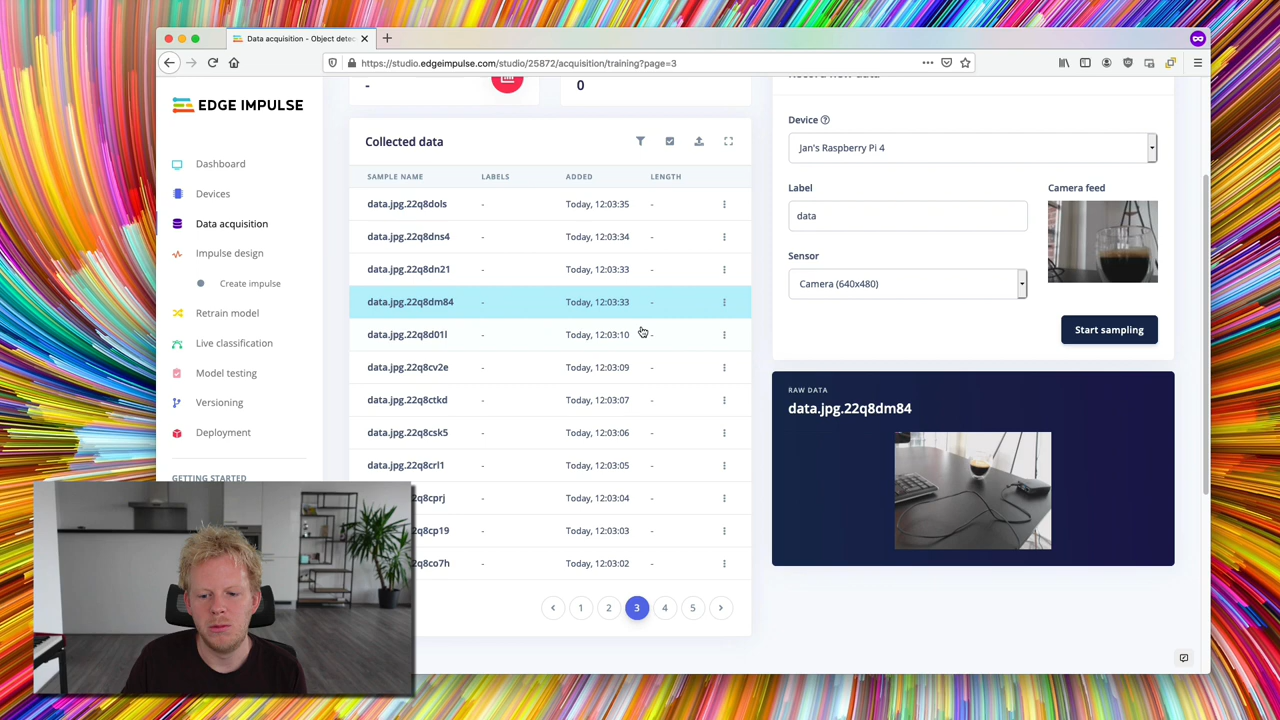 Data acquisition - Object detec
https://studio.edgeimpulse.com/studio/25872/acquisition/training?page=3
EDGE IMPULSE
Dashboard
Devices
Data acquisition
Impulse design
Create impulse
Retrain model
Live classification
Model testing
Versioning
Deployment
GETTING STARTED
-
0
Collected data
SAMPLE NAME LABELS ADDED LENGTH
data.jpg.22q8dols - Today, 12:03:35 -
data.jpg.22q8dns4 - Today, 12:03:34 -
data.jpg.22q8dn21 - Today, 12:03:33 -
data.jpg.22q8dm84 - Today, 12:03:33 -
data.jpg.22q8d01l - Today, 12:03:10 -
data.jpg.22q8cv2e - Today, 12:03:09 -
data.jpg.22q8ctkd - Today, 12:03:07 -
data.jpg.22q8csk5 - Today, 12:03:06 -
data.jpg.22q8crl1 - Today, 12:03:05 -
q8cprj - Today, 12:03:04 -
q8cp19 - Today, 12:03:03 -
q8co7h - Today, 12:03:02 -
1 2 3 4 5
Record new data
Device
Jan's Raspberry Pi 4
Label
data
Camera feed
Sensor
Camera (640x480)
Start sampling
RAW DATA
data.jpg.22q8dm84